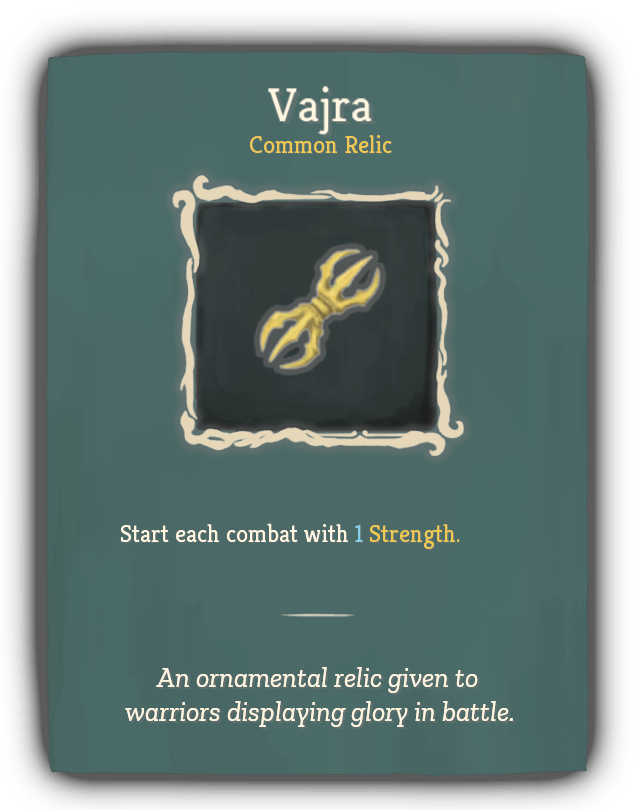 Vajra
Common Relic
Start each combat with 1 Strength.
An ornamental relic given to
warriors displaying glory in battle.